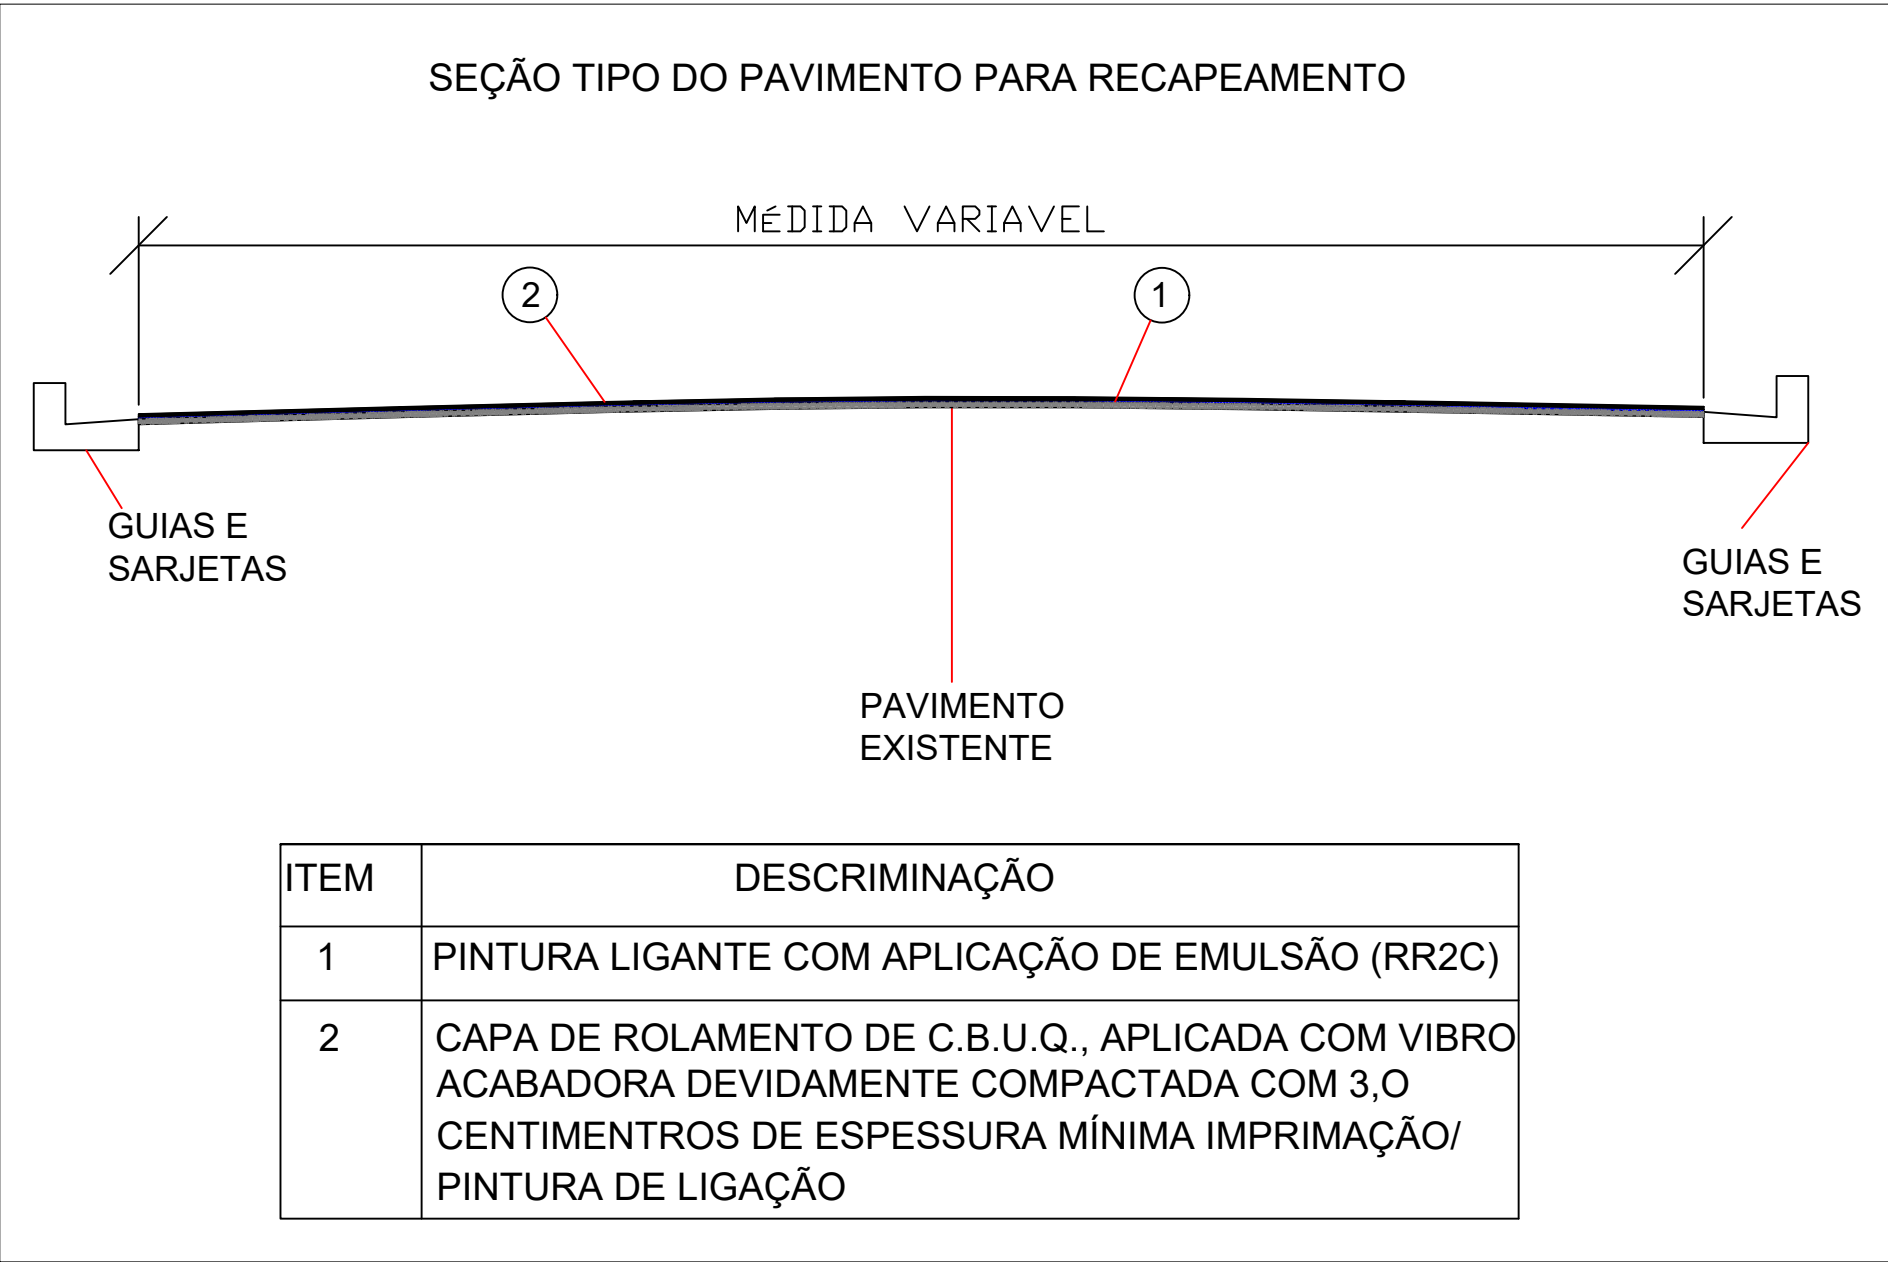 SEÇÃO TIPO DO PAVIMENTO PARA RECAPEAMENTO
MÉDIDA VARIAVEL
2
1
GUIAS E
SARJETAS
GUIAS E
SARJETAS
PAVIMENTO
EXISTENTE
ITEM DESCRIMINAÇÃO
1 PINTURA LIGANTE COM APLICAÇÃO DE EMULSÃO (RR2C)
2 CAPA DE ROLAMENTO DE C.B.U.Q., APLICADA COM VIBRO
ACABADORA DEVIDAMENTE COMPACTADA COM 3,O
CENTIMENTROS DE ESPESSURA MÍNIMA IMPRIMAÇÃO/
PINTURA DE LIGAÇÃO